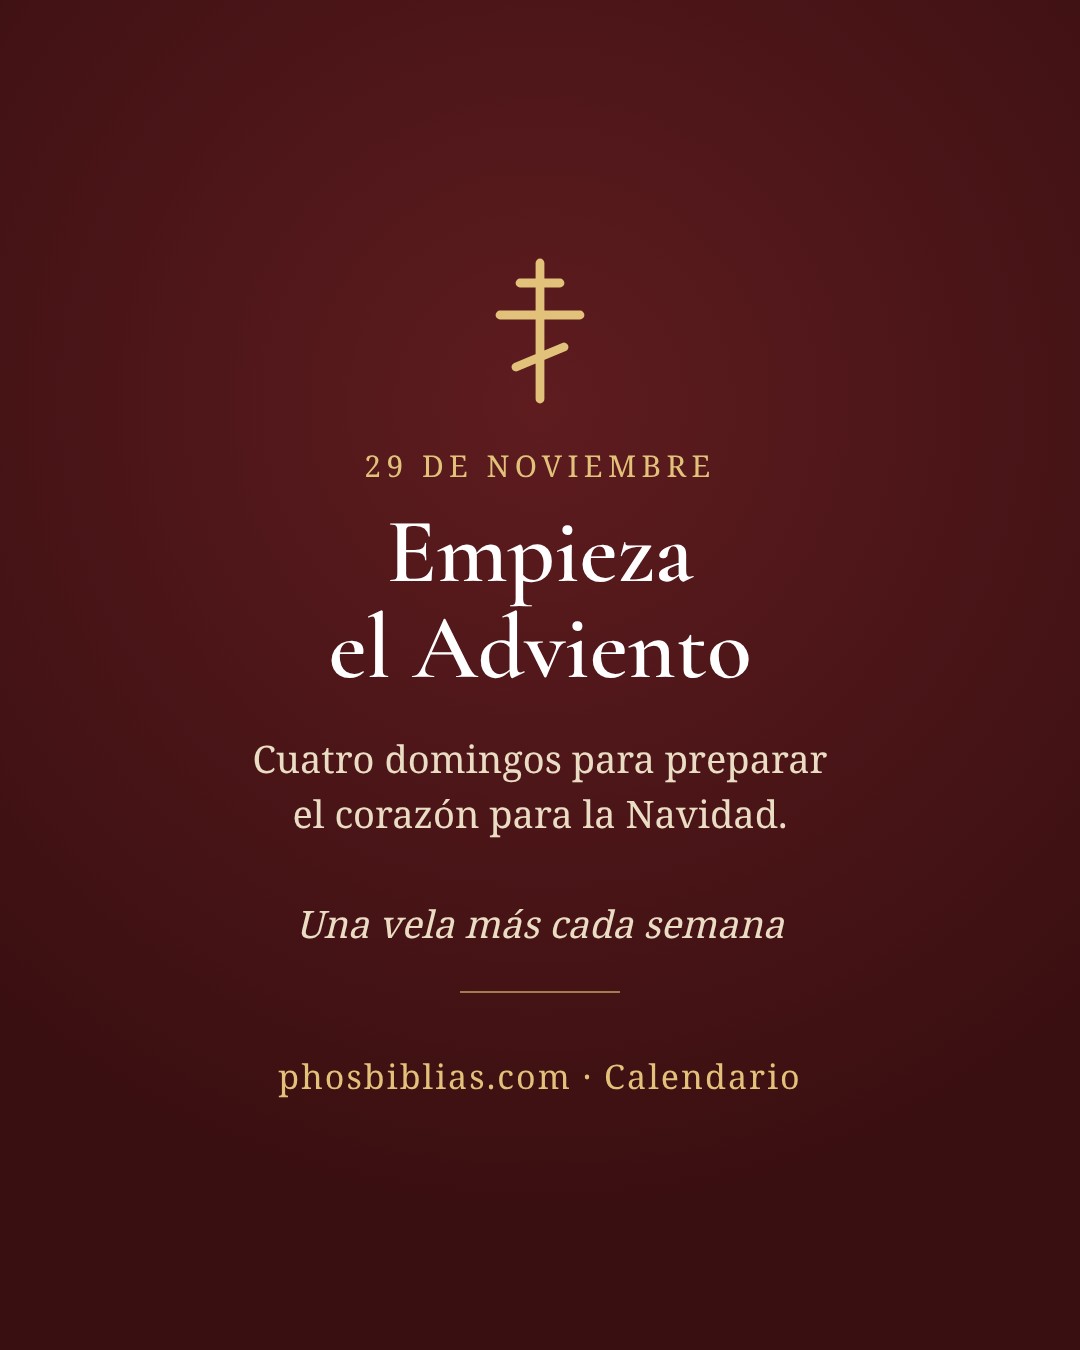 29 DE NOVIEMBRE
Empieza
el Adviento
Cuatro domingos para preparar
el corazón para la Navidad.
Una vela más cada semana
phosbiblias.com · Calendario